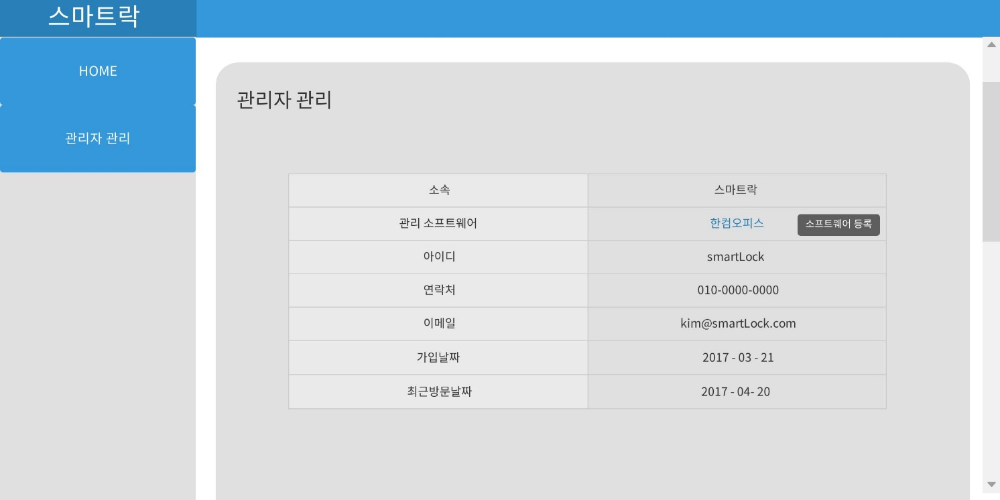 스마트락
HOME
관리자 관리
관리자 관리
소속 스마트락
관리 소프트웨어 한컴오피스 소프트웨어 등록
아이디 smartLock
연락처 010-0000-0000
이메일 kim@smartLock.com
가입날짜 2017 - 03 - 21
최근방문날짜 2017 - 04- 20